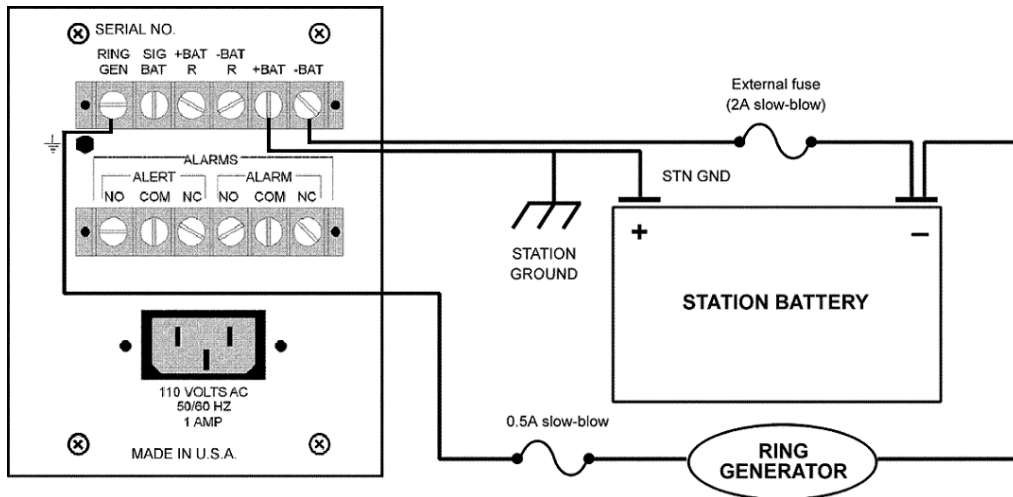 SERIAL NO.
RING GEN
SIG BAT
+BAT R
-BAT R
+BAT
-BAT
ALARMS
ALERT
ALARM
NO COM NC NO COM NC
110 VOLTS AC
50/60 HZ
1 AMP
MADE IN U.S.A.
External fuse
(2A slow-blow)
STN GND
STATION
GROUND
+
–
STATION BATTERY
0.5A slow-blow
RING
GENERATOR